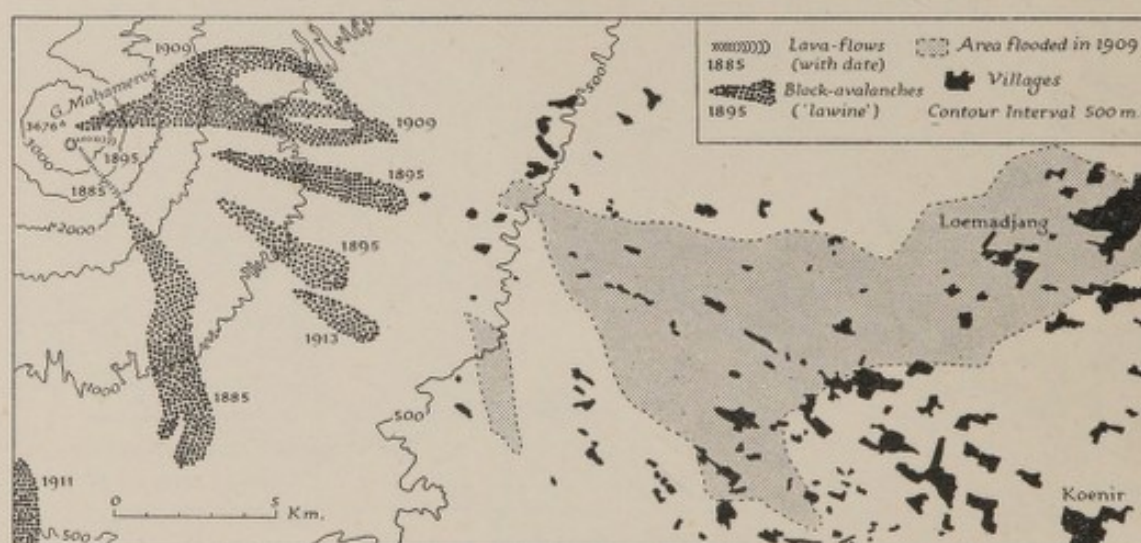 1909
G. Mahameroe
3676
3000
1895
1885
2000
1909
1895
1895
1913
1885
1000
1911
500
500
500
0 5 Km.
Lava-flows
1885 (with date)
Block-avalanches
1895 ('lawine')
Area flooded in 1909
Villages
Contour Interval 500 m.
Loemadjang
Koenir